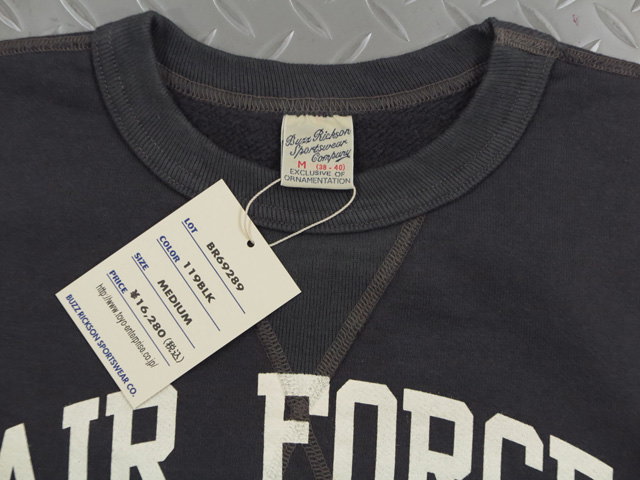 Buzz Rickson
Sportswear
Company
M (38-40)
EXCLUSIVE OF
ORNAMENTATION
LOT BR69289
COLOR 119BLK
SIZE MEDIUM
PRICE ¥16,280(税込)
http://www.toyo-enterprise.co.jp/
BUZZ RICKSON SPORTSWEAR CO.
AIR FORCE